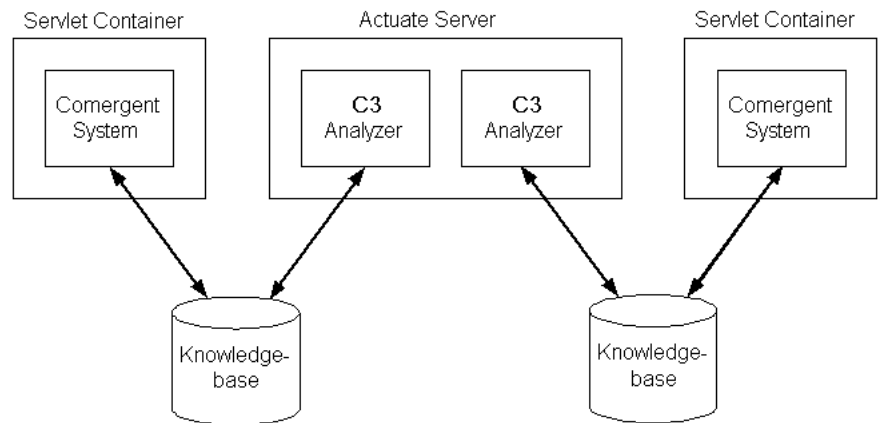 Servlet Container
Actuate Server
Servlet Container
Comergent
System
C3
Analyzer
C3
Analyzer
Comergent
System
Knowledge-
base
Knowledge-
base